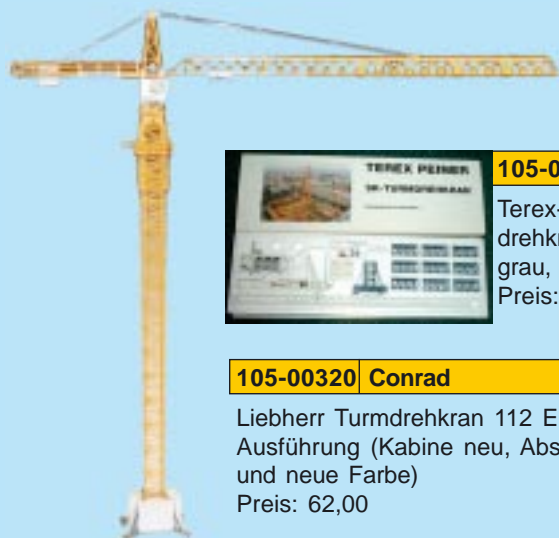 TEREX PEINER
SK-TURMDREHKRAN
105-0
Terex-
drehkr
grau,
Preis:
105-00320 Conrad
Liebherr Turmdrehkran 112 E
Ausführung (Kabine neu, Abs
und neue Farbe)
Preis: 62,00